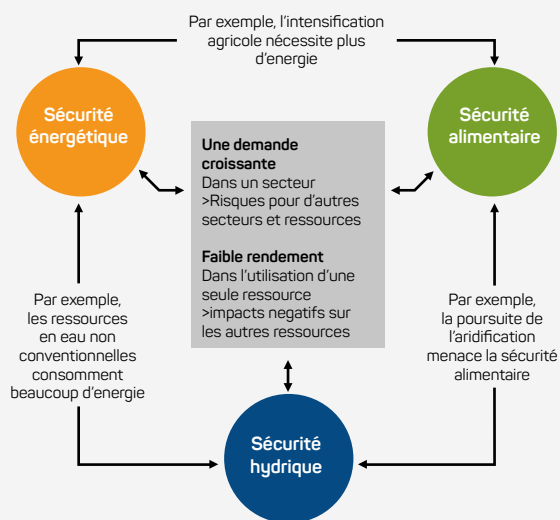 Par exemple, l'intensification
agricole nécessite plus
d'energie
Sécurité
énergétique
Sécurité
alimentaire
Une demande
croissante
Dans un secteur
>Risques pour d'autres
secteurs et ressources
Faible rendement
Dans l'utilisation d'une
seule ressource
>impacts negatifs sur
les autres ressources
Par exemple,
les ressources
en eau non
conventionnelles
consomment
beaucoup d'energie
Par exemple,
la poursuite de
l'aridification
menace la sécurité
alimentaire
Sécurité
hydrique